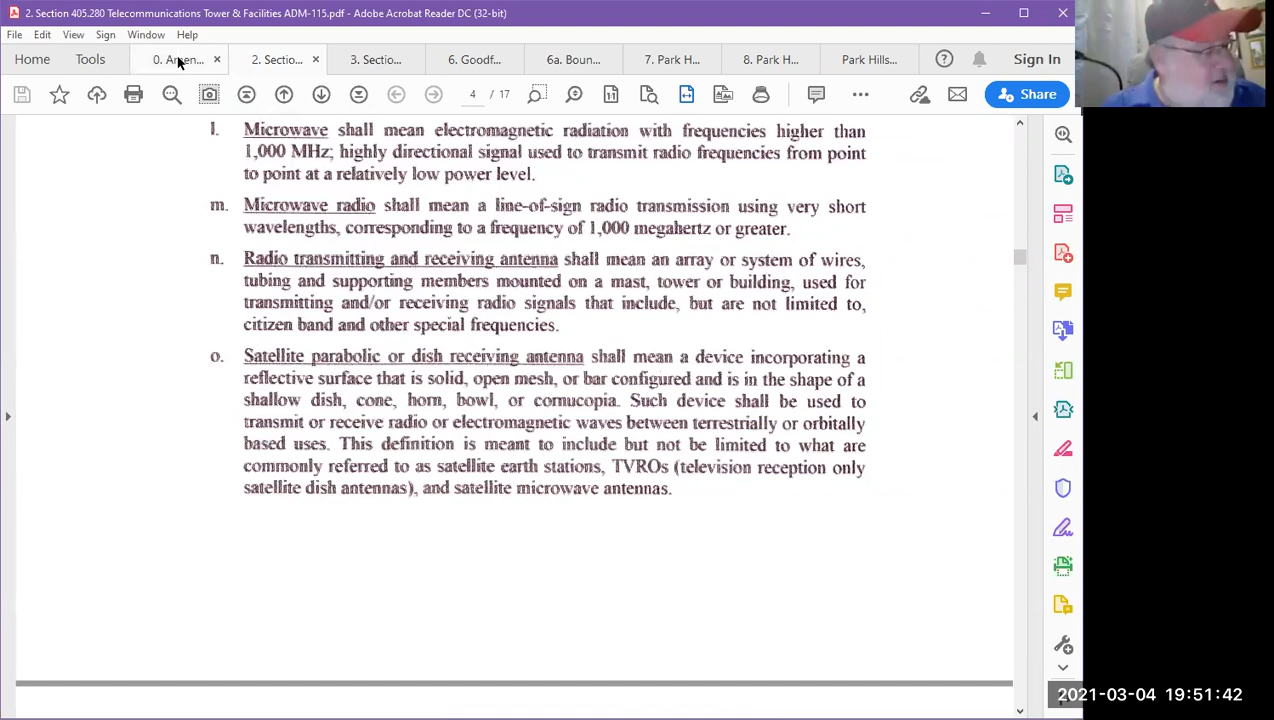 2. Section 405.280 Telecommunications Tower & Facilities ADM-115.pdf - Adobe Acrobat Reader DC (32-bit)
File Edit View Sign Window Help
Home Tools 0. Amen... 2. Sectio... 3. Sectio... 6. Goodf... 6a. Boun... 7. Park H... 8. Park H... Park Hills... Sign In
4 / 17 Share
l. Microwave shall mean electromagnetic radiation with frequencies higher than
1,000 MHz; highly directional signal used to transmit radio frequencies from point
to point at a relatively low power level.
m. Microwave radio shall mean a line-of-sign radio transmission using very short
wavelengths, corresponding to a frequency of 1,000 megahertz or greater.
n. Radio transmitting and receiving antenna shall mean an array or system of wires,
tubing and supporting members mounted on a mast, tower or building, used for
transmitting and/or receiving radio signals that include, but are not limited to,
citizen band and other special frequencies.
o. Satellite parabolic or dish receiving antenna shall mean a device incorporating a
reflective surface that is solid, open mesh, or bar configured and is in the shape of a
shallow dish, cone, horn, bowl, or cornucopia. Such device shall be used to
transmit or receive radio or electromagnetic waves between terrestrially or orbitally
based uses. This definition is meant to include but not be limited to what are
commonly referred to as satellite earth stations, TVROs (television reception only
satellite dish antennas), and satellite microwave antennas.
2021-03-04 19:51:42